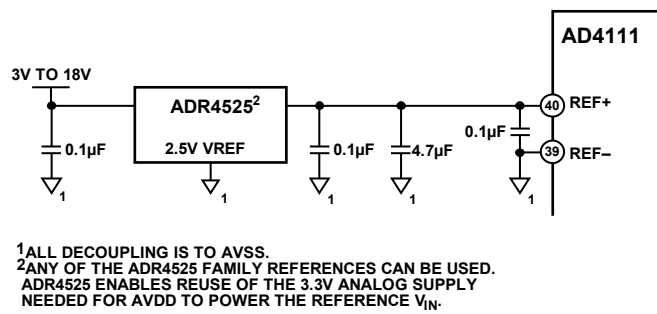 AD4111
3V TO 18V
ADR4525²
2.5V VREF
0.1µF
0.1µF
4.7µF
0.1µF
40
REF+
39
REF–
1
1
1
1
¹ALL DECOUPLING IS TO AVSS.
²ANY OF THE ADR4525 FAMILY REFERENCES CAN BE USED.
ADR4525 ENABLES REUSE OF THE 3.3V ANALOG SUPPLY
NEEDED FOR AVDD TO POWER THE REFERENCE VIN.